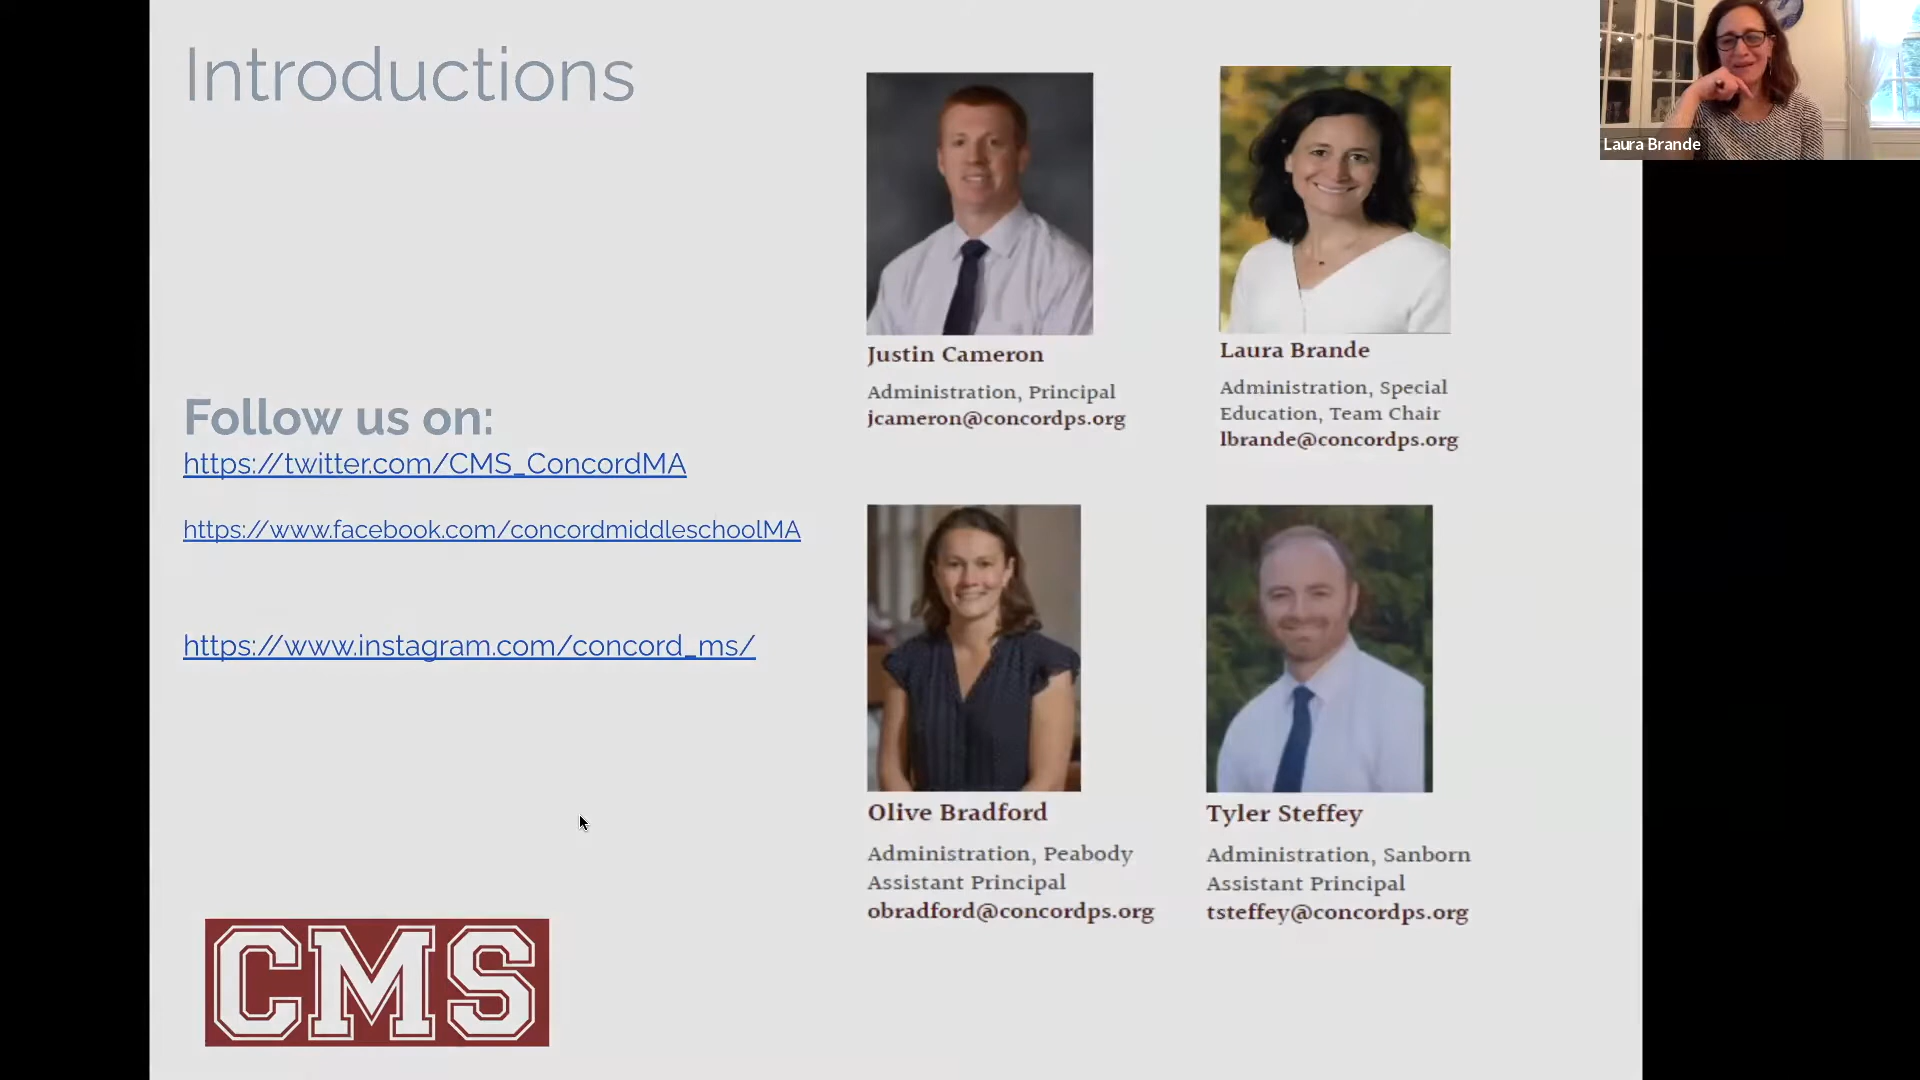 Introductions
Laura Brande
Follow us on:
https://twitter.com/CMS_ConcordMA
https://www.facebook.com/concordmiddleschoolMA
https://www.instagram.com/concord_ms/
CMS
Justin Cameron
Administration, Principal
jcameron@concordps.org
Laura Brande
Administration, Special
Education, Team Chair
lbrande@concordps.org
Olive Bradford
Administration, Peabody
Assistant Principal
obradford@concordps.org
Tyler Steffey
Administration, Sanborn
Assistant Principal
tsteffey@concordps.org